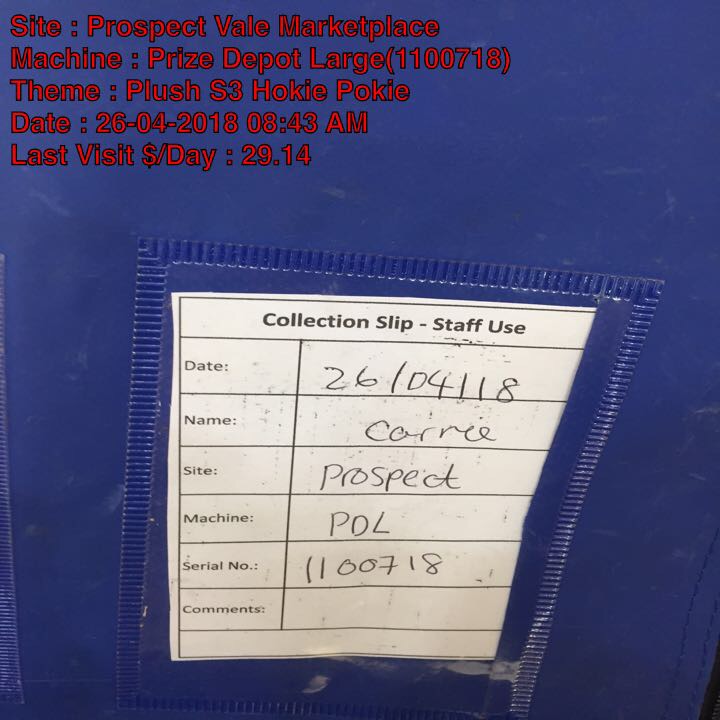 Site : Prospect Vale Marketplace
Machine : Prize Depot Large(1100718)
Theme : Plush S3 Hokie Pokie
Date : 26-04-2018 08:43 AM
Last Visit $/Day : 29.14
Collection Slip - Staff Use
Date: 26/04/18
Name: Carree
Site: Prospect
Machine: PDL
Serial No.: 1100718
Comments: